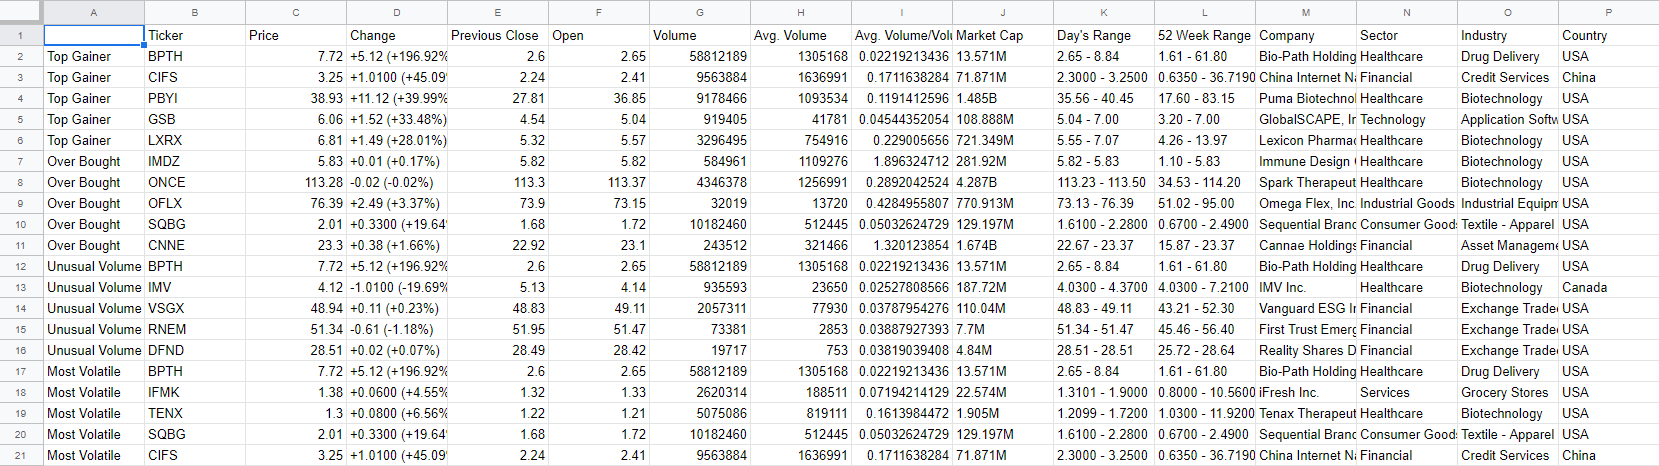 A B C D E F G H I J K L M N O P
1 Ticker Price Change Previous Close Open Volume Avg. Volume Avg. Volume/Volu Market Cap Day's Range 52 Week Range Company Sector Industry Country
2 Top Gainer BPTH 7.72 +5.12 (+196.92% 2.6 2.65 58812189 1305168 0.02219213436 13.571M 2.65 - 8.84 1.61 - 61.80 Bio-Path Holding Healthcare Drug Delivery USA
3 Top Gainer CIFS 3.25 +1.0100 (+45.09 2.24 2.41 9563884 1636991 0.1711638284 71.871M 2.3000 - 3.2500 0.6350 - 36.7190 China Internet Na Financial Credit Services China
4 Top Gainer PBYI 38.93 +11.12 (+39.99% 27.81 36.85 9178466 1093534 0.1191412596 1.485B 35.56 - 40.45 17.60 - 83.15 Puma Biotechnol Healthcare Biotechnology USA
5 Top Gainer GSB 6.06 +1.52 (+33.48%) 4.54 5.04 919405 41781 0.04544352054 108.888M 5.04 - 7.00 3.20 - 7.00 GlobalSCAPE, In Technology Application Softw USA
6 Top Gainer LXRX 6.81 +1.49 (+28.01%) 5.32 5.57 3296495 754916 0.229005656 721.349M 5.55 - 7.07 4.26 - 13.97 Lexicon Pharmac Healthcare Biotechnology USA
7 Over Bought IMDZ 5.83 +0.01 (+0.17%) 5.82 5.82 584961 1109276 1.896324712 281.92M 5.82 - 5.83 1.10 - 5.83 Immune Design Healthcare Biotechnology USA
8 Over Bought ONCE 113.28 -0.02 (-0.02%) 113.3 113.37 4346378 1256991 0.2892042524 4.287B 113.23 - 113.50 34.53 - 114.20 Spark Therapeut Healthcare Biotechnology USA
9 Over Bought OFLX 76.39 +2.49 (+3.37%) 73.9 73.15 32019 13720 0.4284955807 770.913M 73.13 - 76.39 51.02 - 95.00 Omega Flex, Inc. Industrial Goods Industrial Equipm USA
10 Over Bought SQBG 2.01 +0.3300 (+19.64 1.68 1.72 10182460 512445 0.05032624729 129.197M 1.6100 - 2.2800 0.6700 - 2.4900 Sequential Branc Consumer Good: Textile - Apparel USA
11 Over Bought CNNE 23.3 +0.38 (+1.66%) 22.92 23.1 243512 321466 1.320123854 1.674B 22.67 - 23.37 15.87 - 23.37 Cannae Holdings Financial Asset Manageme USA
12 Unusual Volume BPTH 7.72 +5.12 (+196.92% 2.6 2.65 58812189 1305168 0.02219213436 13.571M 2.65 - 8.84 1.61 - 61.80 Bio-Path Holding Healthcare Drug Delivery USA
13 Unusual Volume IMV 4.12 -1.0100 (-19.69% 5.13 4.14 935593 23650 0.02527808566 187.72M 4.0300 - 4.3700 4.0300 - 7.2100 IMV Inc. Healthcare Biotechnology Canada
14 Unusual Volume VSGX 48.94 +0.11 (+0.23%) 48.83 49.11 2057311 77930 0.03787954276 110.04M 48.83 - 49.11 43.21 - 52.30 Vanguard ESG Ir Financial Exchange Trade USA
15 Unusual Volume RNEM 51.34 -0.61 (-1.18%) 51.95 51.47 73381 2853 0.03887927393 7.7M 51.34 - 51.47 45.46 - 56.40 First Trust Emerg Financial Exchange Trade USA
16 Unusual Volume DFND 28.51 +0.02 (+0.07%) 28.49 28.42 19717 753 0.03819039408 4.84M 28.51 - 28.51 25.72 - 28.64 Reality Shares D Financial Exchange Trade USA
17 Most Volatile BPTH 7.72 +5.12 (+196.92% 2.6 2.65 58812189 1305168 0.02219213436 13.571M 2.65 - 8.84 1.61 - 61.80 Bio-Path Holding Healthcare Drug Delivery USA
18 Most Volatile IFMK 1.38 +0.0600 (+4.55% 1.32 1.33 2620314 188511 0.07194214129 22.574M 1.3101 - 1.9000 0.8000 - 10.5600 iFresh Inc. Services Grocery Stores USA
19 Most Volatile TENX 1.3 +0.0800 (+6.56% 1.22 1.21 5075086 819111 0.1613984472 1.905M 1.2099 - 1.7200 1.0300 - 11.9200 Tenax Therapeut Healthcare Biotechnology USA
20 Most Volatile SQBG 2.01 +0.3300 (+19.64 1.68 1.72 10182460 512445 0.05032624729 129.197M 1.6100 - 2.2800 0.6700 - 2.4900 Sequential Branc Consumer Good: Textile - Apparel USA
21 Most Volatile CIFS 3.25 +1.0100 (+45.09 2.24 2.41 9563884 1636991 0.1711638284 71.871M 2.3000 - 3.2500 0.6350 - 36.7190 China Internet Na Financial Credit Services China